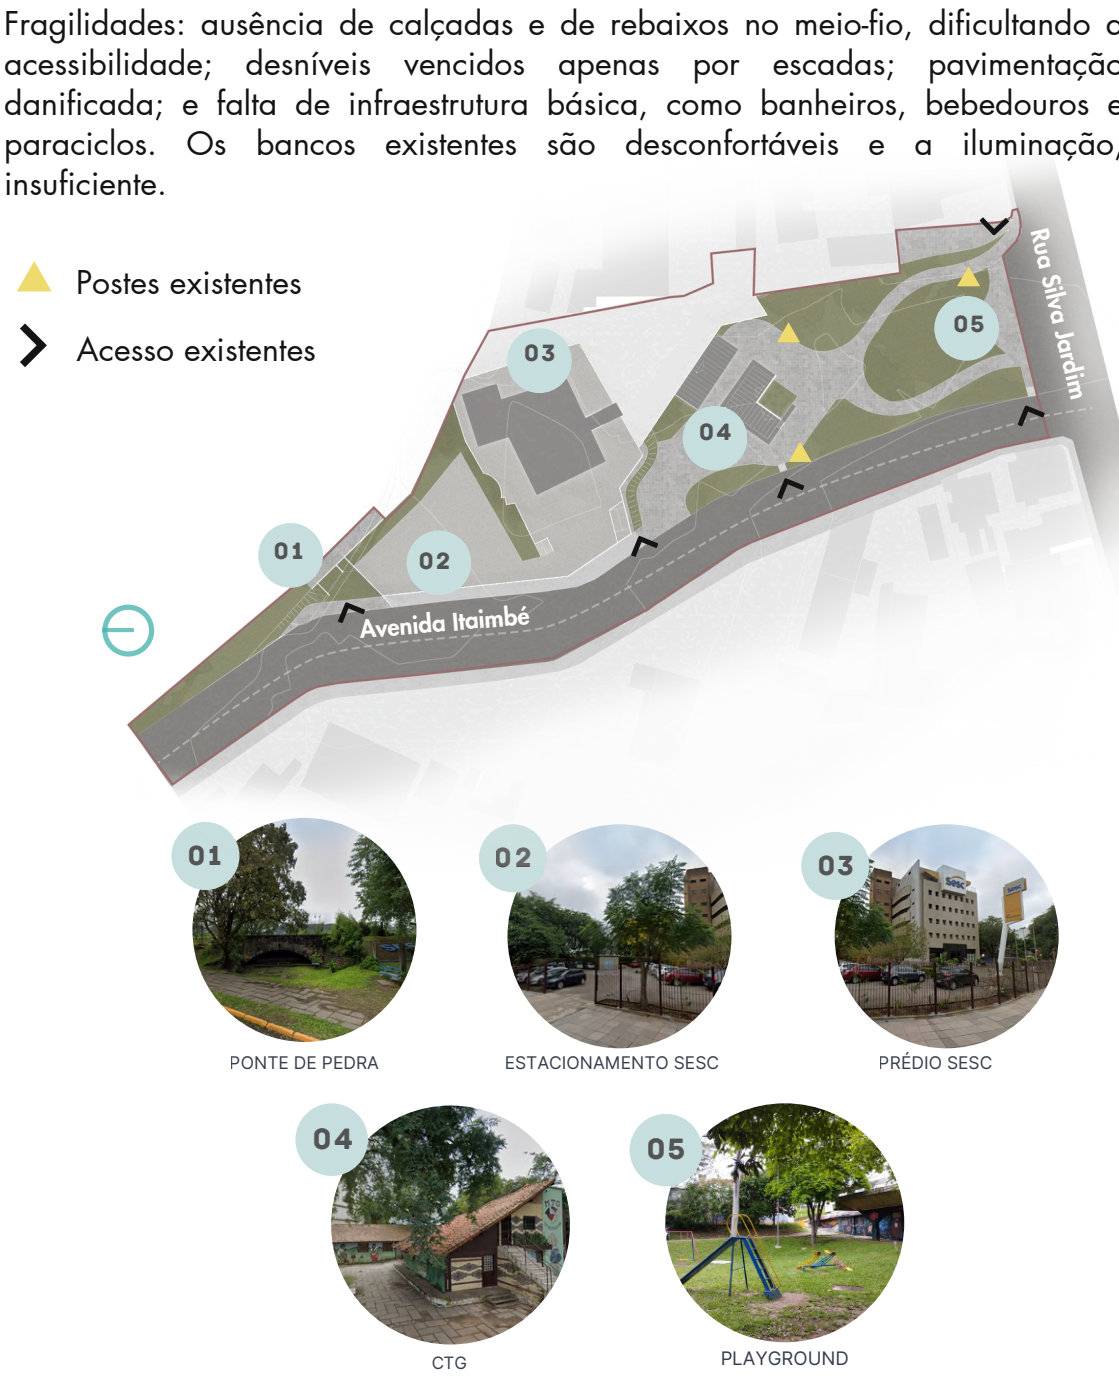 Fragilidades: ausência de calçadas e de rebaixos no meio-fio, dificultando a
acessibilidade; desníveis vencidos apenas por escadas; pavimentação
danificada; e falta de infraestrutura básica, como banheiros, bebedouros e
paraciclos. Os bancos existentes são desconfortáveis e a iluminação,
insuficiente.
Postes existentes
Acesso existentes
Rua Silva Jardim
05
03
04
01
02
Avenida Itaimbé
01
02
03
sesc
sesc
PONTE DE PEDRA
ESTACIONAMENTO SESC
PRÉDIO SESC
04
05
CTG
PLAYGROUND